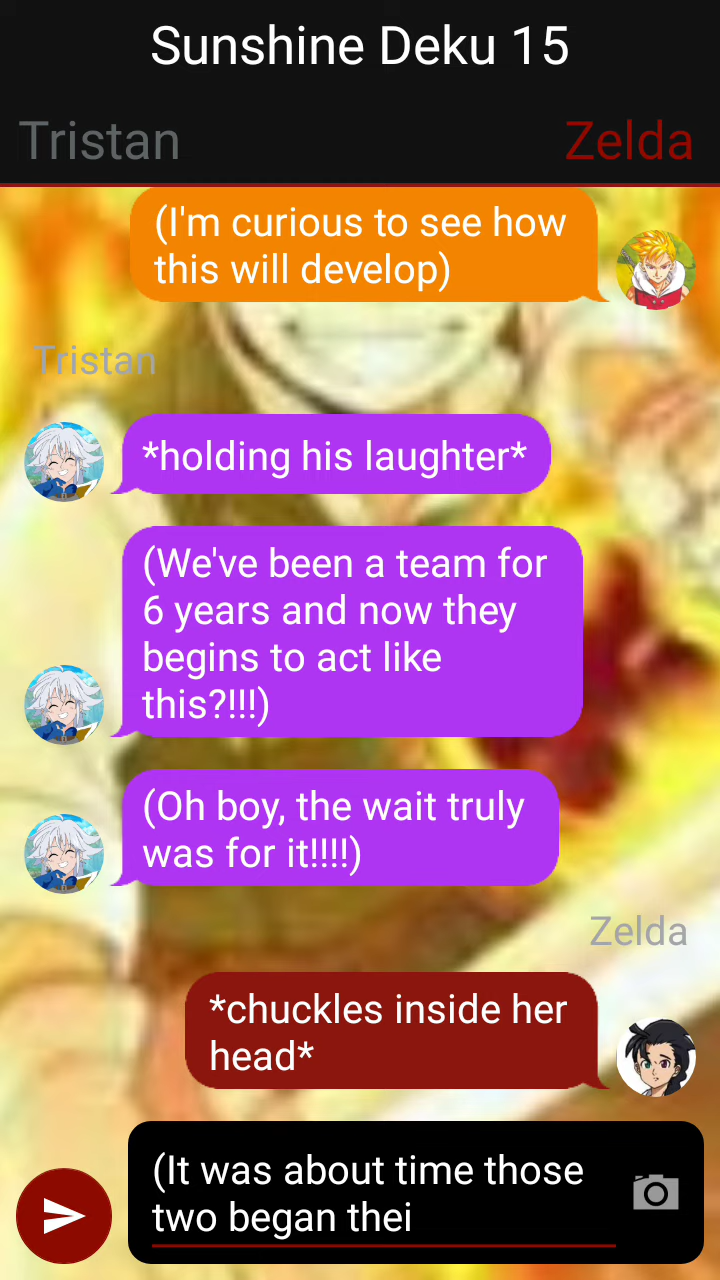 Sunshine Deku 15
Tristan
Zelda
(I'm curious to see how
this will develop)
Tristan
*holding his laughter*
(We've been a team for
6 years and now they
begins to act like
this?!!!)
(Oh boy, the wait truly
was for it!!!!)
Zelda
*chuckles inside her
head*
(It was about time those
two began thei